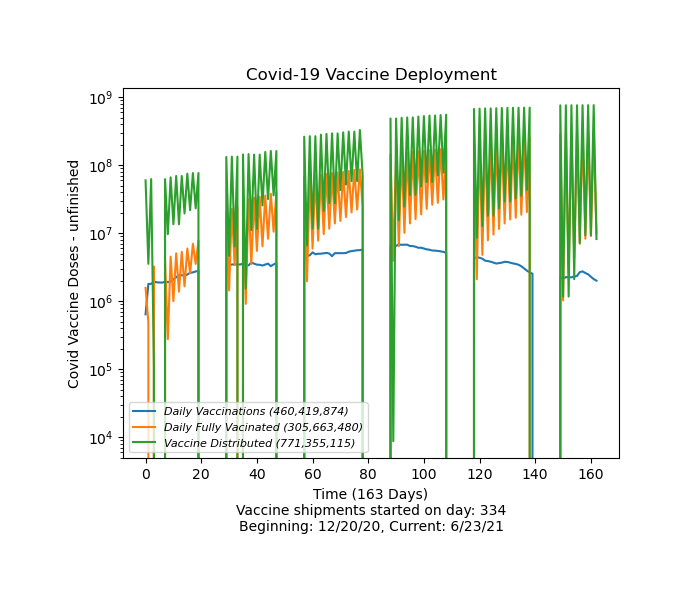 Covid-19 Vaccine Deployment
Covid Vaccine Doses - unfinished
10⁹
10⁸
10⁷
10⁶
10⁵
10⁴
Daily Vaccinations (460,419,874)
Daily Fully Vacinated (305,663,480)
Vaccine Distributed (771,355,115)
0 20 40 60 80 100 120 140 160
Time (163 Days)
Vaccine shipments started on day: 334
Beginning: 12/20/20, Current: 6/23/21